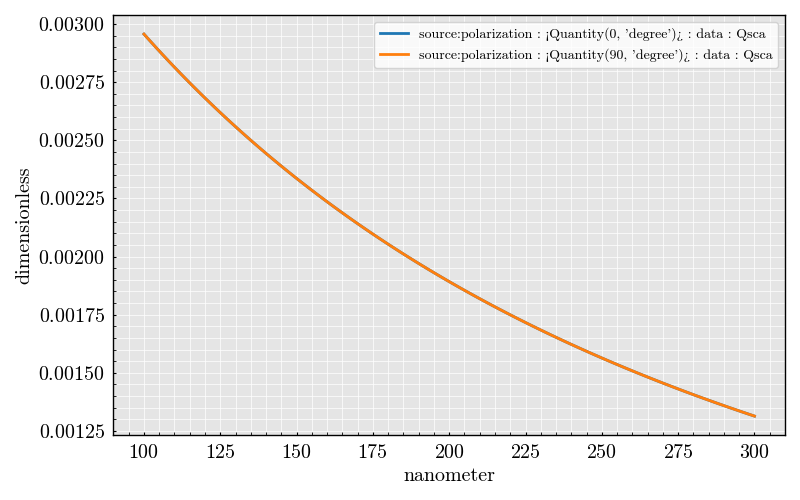 source:polarization : ‹Quantity(0, ’degree’)› : data : Qsca
source:polarization : ‹Quantity(90, ’degree’)› : data : Qsca
0.00300
0.00275
0.00250
0.00225
0.00200
0.00175
0.00150
0.00125
dimensionless
100 125 150 175 200 225 250 275 300
nanometer